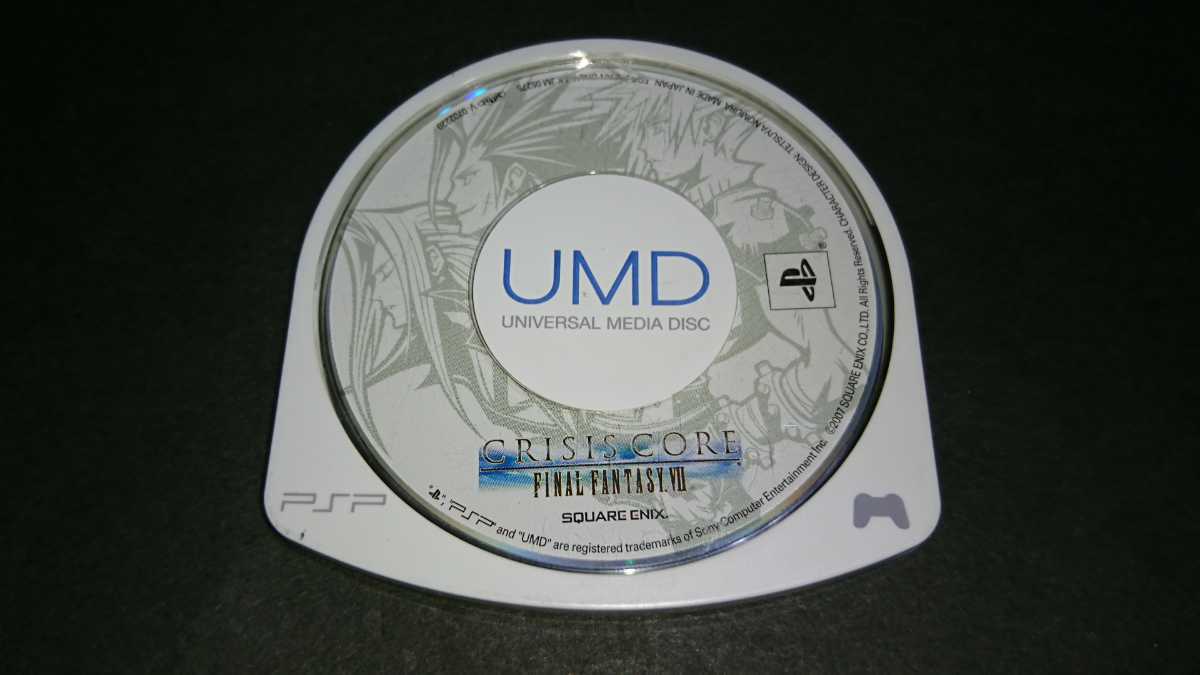 UMD
UNIVERSAL MEDIA DISC
CRISIS CORE
FINAL FANTASY VII
SQUARE ENIX.
PSP
and "UMD" are registered trademarks of Sony Computer Entertainment Inc. ©2007 SQUARE ENIX CO.,LTD. All Rights Reserved. CHARACTER DESIGN: TETSUYA NOMURA MADE IN JAPAN
PSP